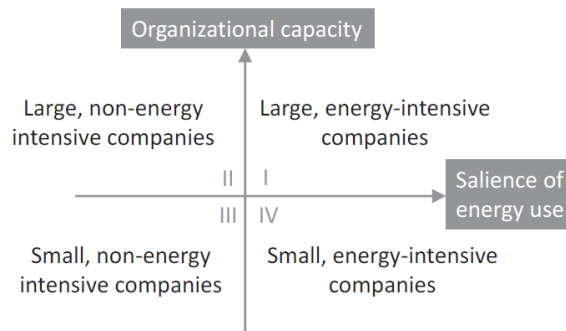 Organizational capacity
Large, non-energy
intensive companies
Large, energy-intensive
companies
II
I
Salience of
energy use
III
IV
Small, non-energy
intensive companies
Small, energy-intensive
companies